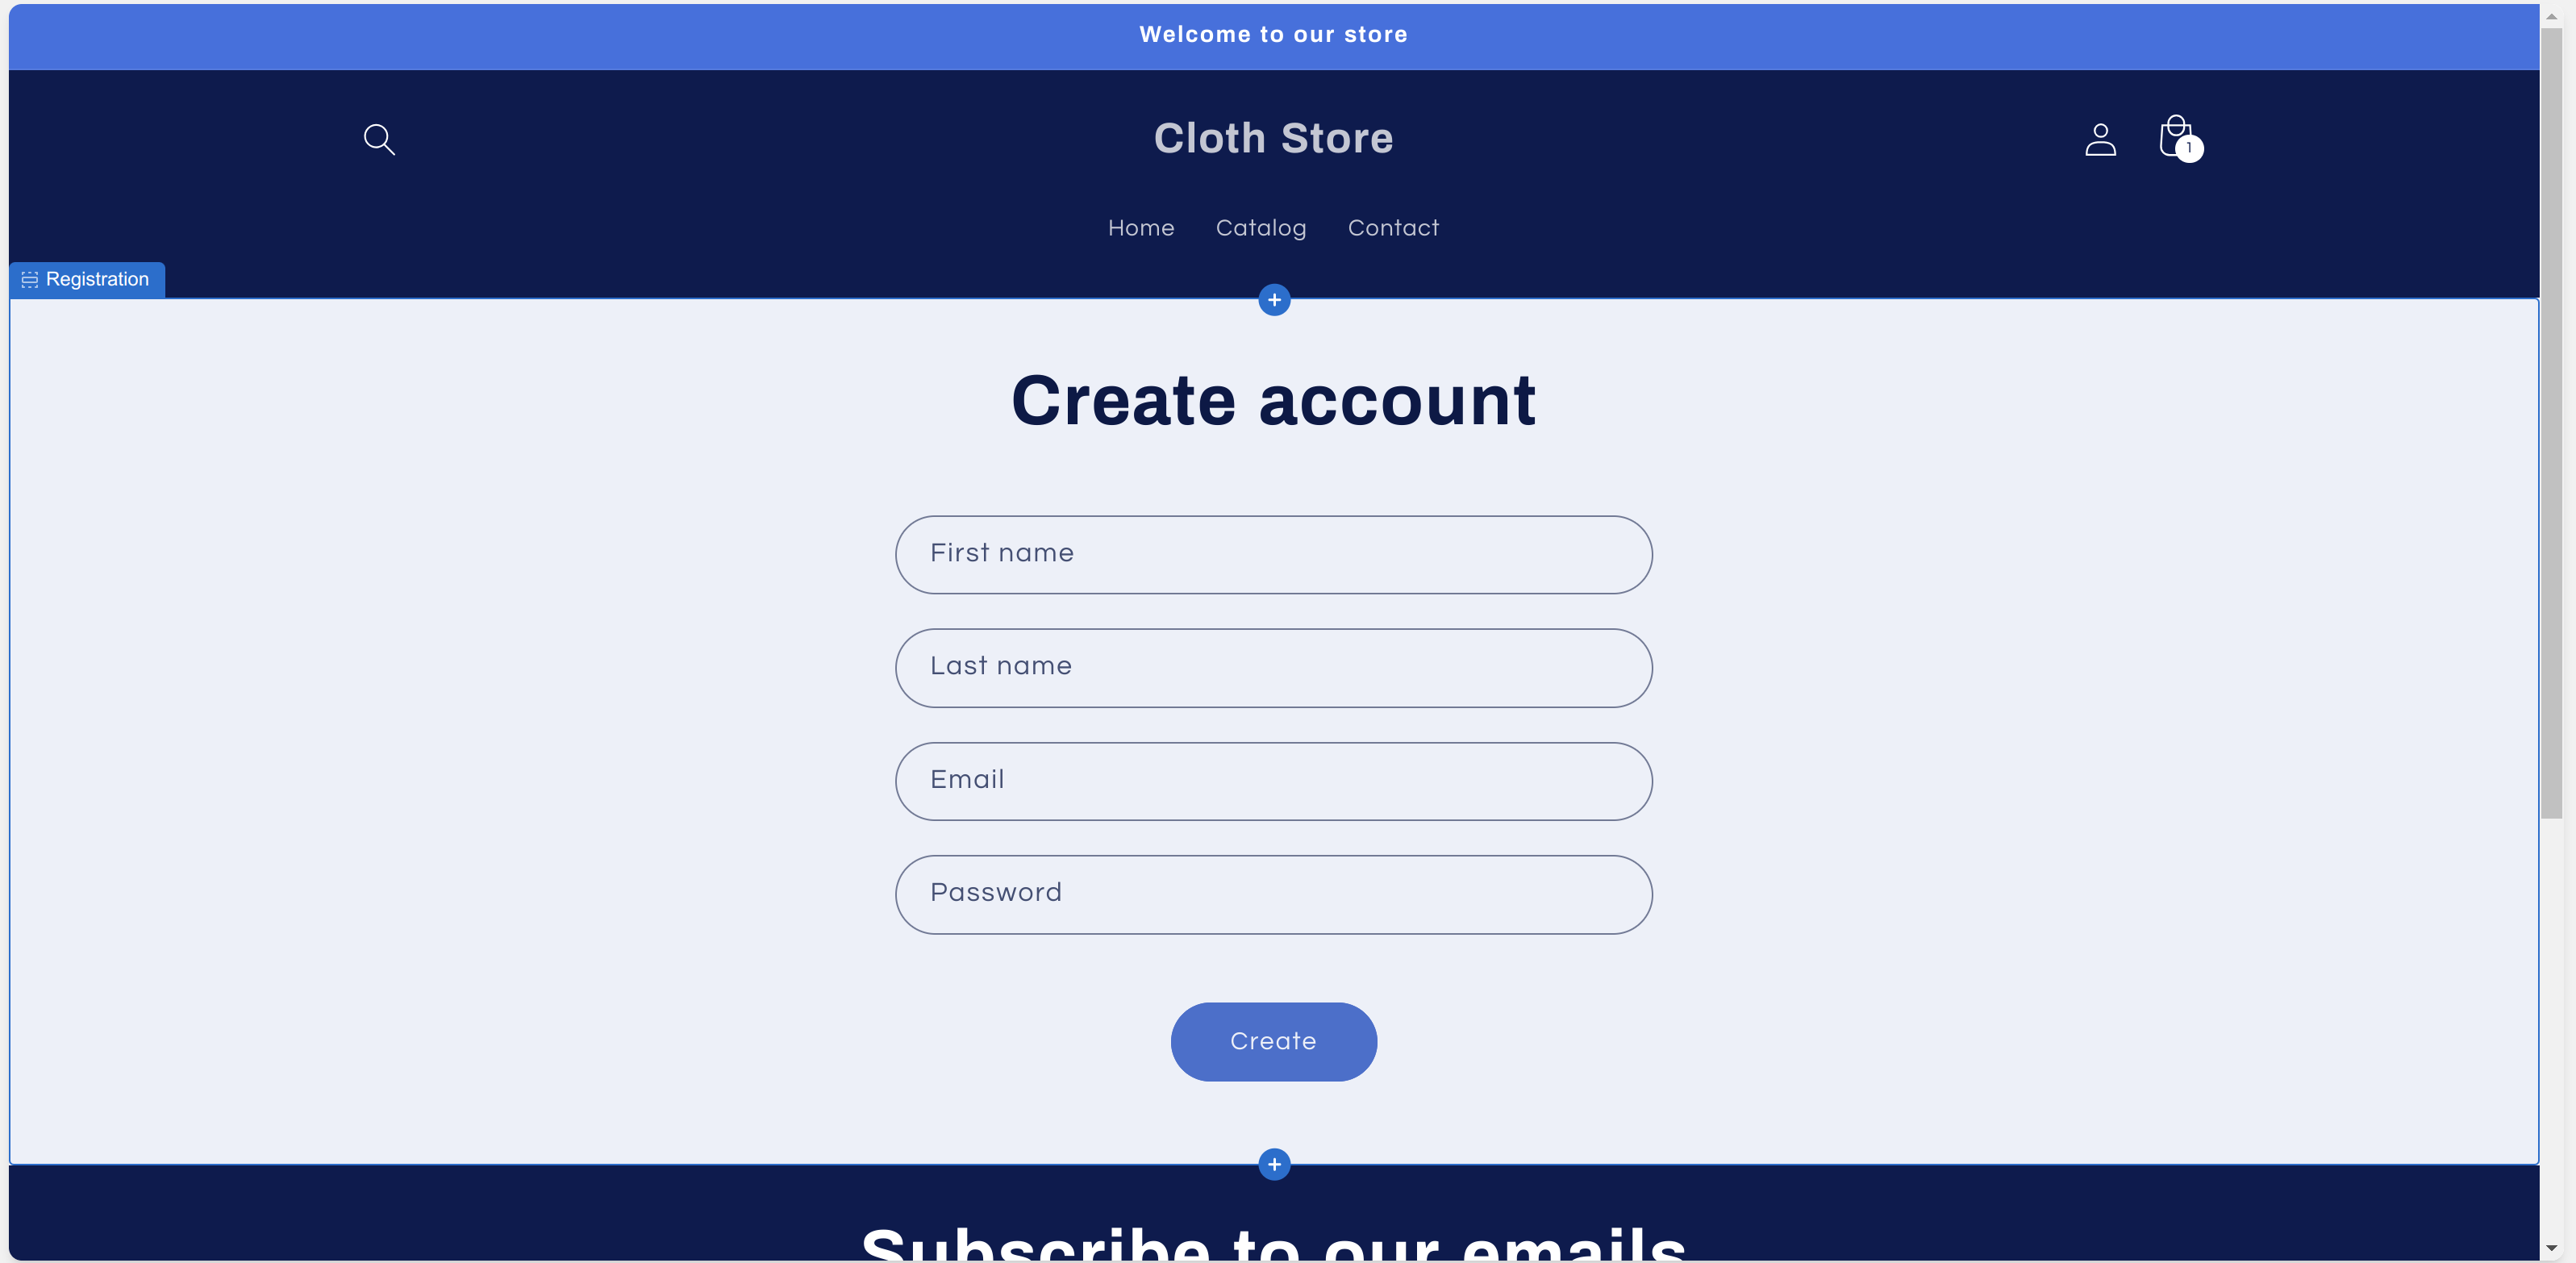 Welcome to our store
Cloth Store
1
Home Catalog Contact
Registration
Create account
First name
Last name
Email
Password
Create
Subscribe to our emails